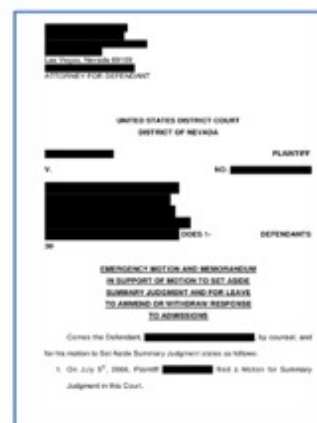 Las Vegas, Nevada 89109
ATTORNEY FOR DEFENDANT
UNITED STATES DISTRICT COURT
DISTRICT OF NEVADA
PLAINTIFF
V. NO.
DOES 1- DEFENDANTS
30
EMERGENCY MOTION AND MEMORANDUM
IN SUPPORT OF MOTION TO SET ASIDE
SUMMARY JUDGMENT AND FOR LEAVE
TO AMMEND OR WITHDRAW RESPONSE
TO ADMISSIONS
Comes the Defendant, , by counsel, and
for his motion to Set Aside Summary Judgment states as follows:
1. On July 5th, 2006, Plaintiff filed a Motion for Summary
Judgment in this Court.